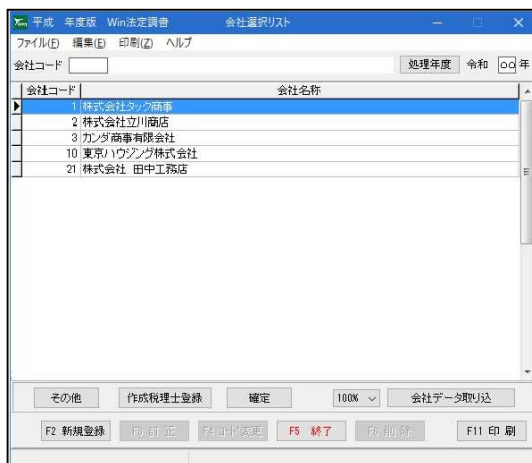 平成 年度版 Win法定調書 会社選択リスト
ファイル(F) 編集(E) 印刷(Z) ヘルプ
会社コード 処理年度 令和 ○○ 年
会社コード 会社名称
1 株式会社タック商事
2 株式会社立川商店
3 カンダ商事有限会社
10 東京ハウジング株式会社
21 株式会社 田中工務店
その他 作成税理士登録 確定 100% 会社データ取り込
F2 新規登録 F3 訂 正 F4 コード変更 F5 終了 F6 削 除 F11 印 刷